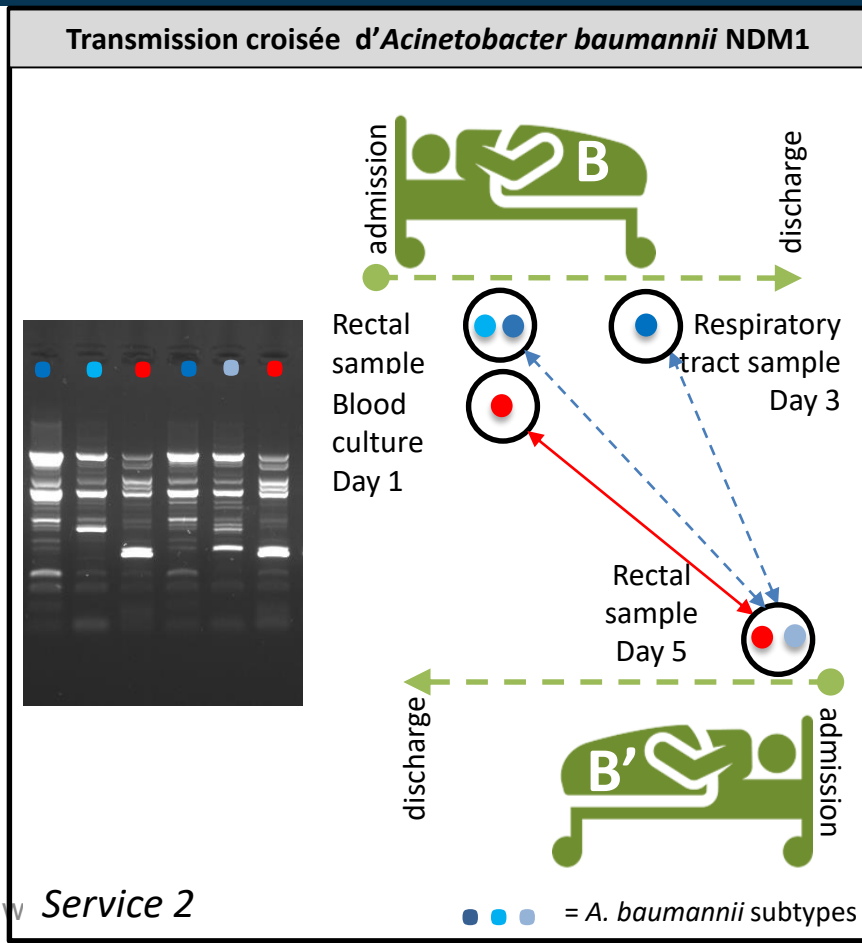 Transmission croisée d'Acinetobacter baumannii NDM1
admission
B
discharge
Rectal
sample
Blood
culture
Day 1
Respiratory
tract sample
Day 3
Rectal
sample
Day 5
discharge
B'
admission
w
Service 2
= A. baumannii subtypes